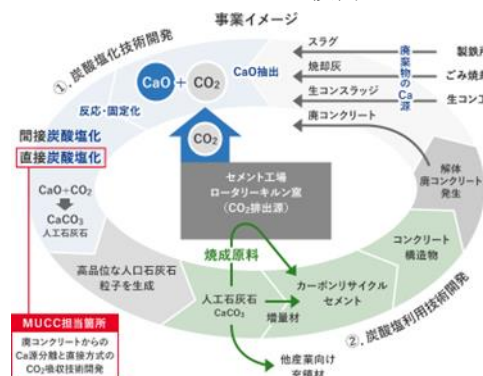 事業イメージ
①. 炭酸塩化技術開発
CaO + CO₂
CaO抽出
反応・固定化
スラグ
焼却灰
生コンスラッジ
廃コンクリート
廃棄物のCa源
製鉄所
ごみ焼却
生コン工
間接炭酸塩化
直接炭酸塩化
CO₂
セメント工場
ロータリーキルン窯
(CO₂排出源)
解体
廃コンクリート
発生
CaO+CO₂
CaCO₃
人工石灰石
コンクリート
構造物
焼成原料
高品位な人口石灰石
粒子を生成
人工石灰石
CaCO₃
カーボンリサイクル
セメント
増量材
②. 炭酸塩利用技術開発
MUCC担当箇所
廃コンクリートからの
Ca源分離と直接方式の
CO₂吸収技術開発
他産業向け